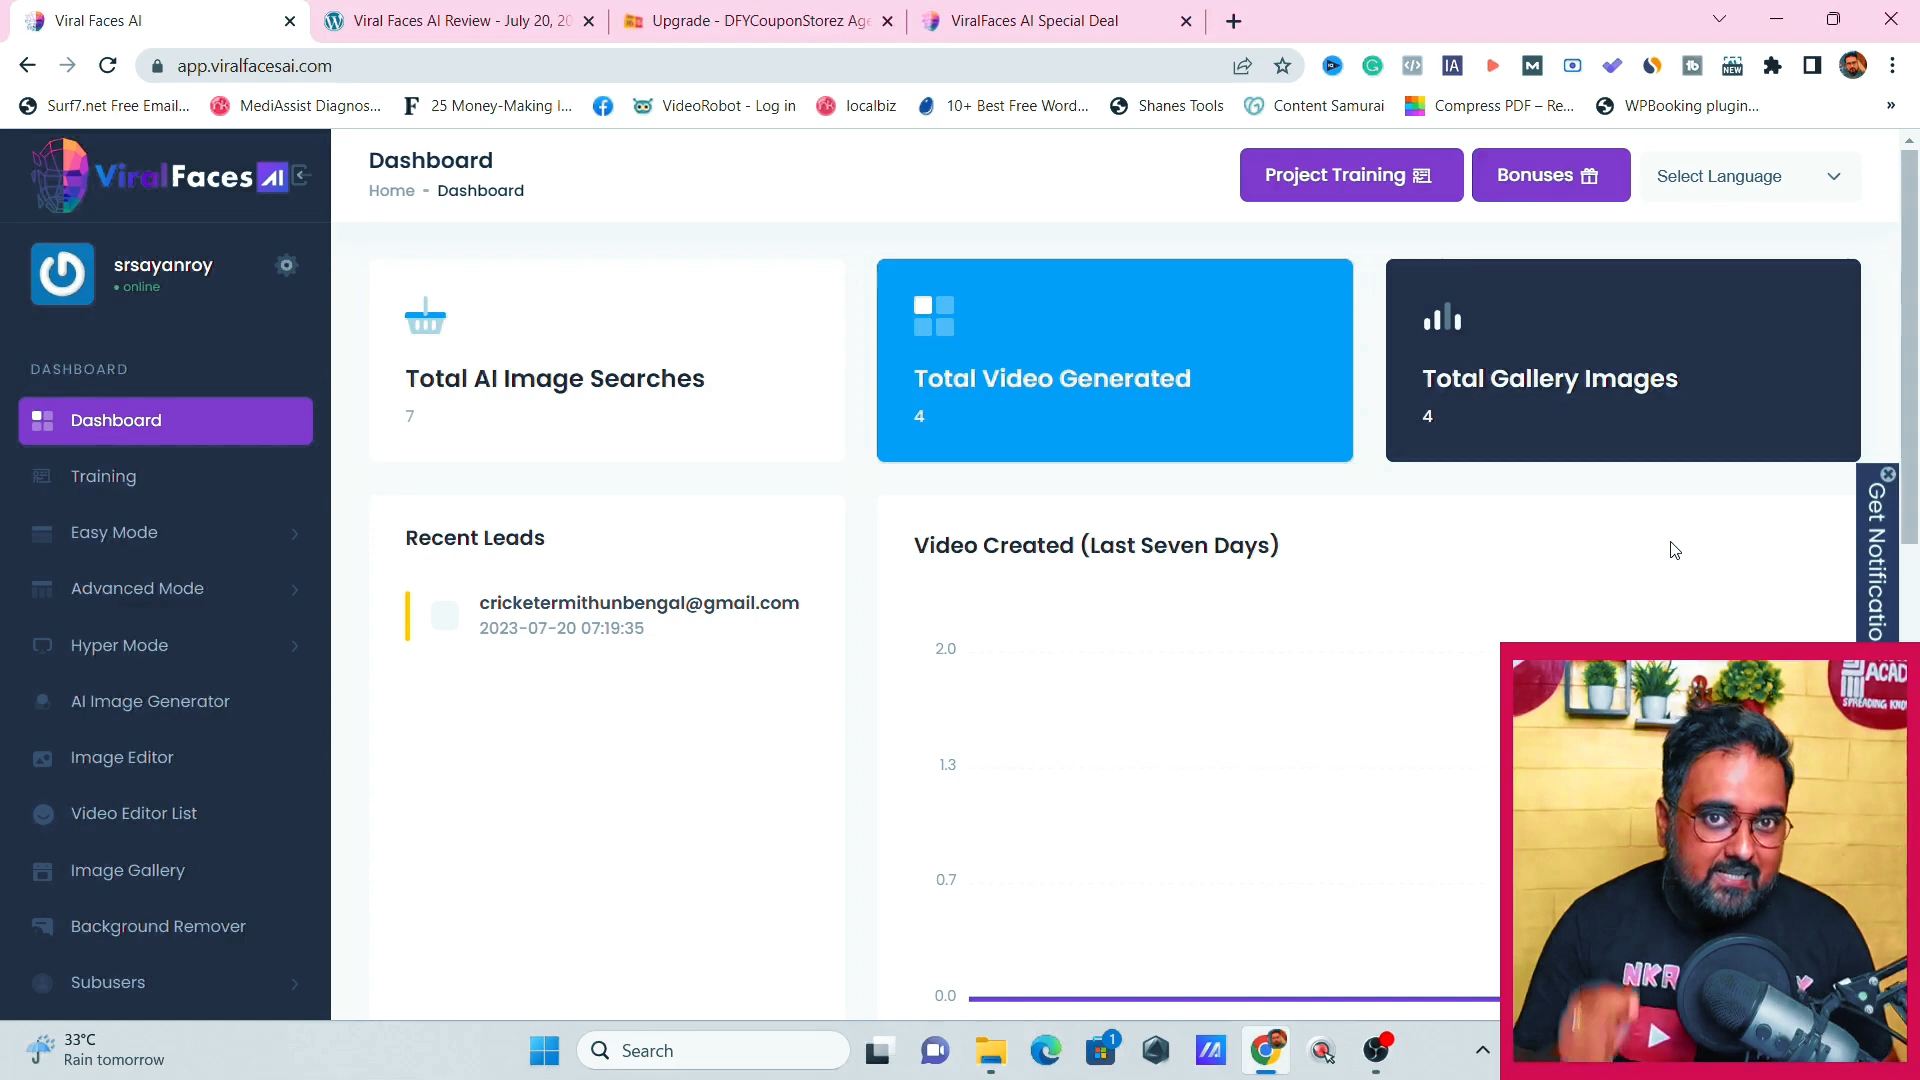 Viral Faces AI
Viral Faces AI Review - July 20, 20
Upgrade - DFYCouponStorez Age
ViralFaces AI Special Deal
app.viralfacesai.com
Surf7.net Free Email...
MediAssist Diagnos...
25 Money-Making I...
VideoRobot - Log in
localbiz
10+ Best Free Word...
Shanes Tools
Content Samurai
Compress PDF – Re...
WPBooking plugin...
»
ViralFaces AI
Dashboard
Home - Dashboard
Project Training
Bonuses
Select Language
srsayanroy
• online
DASHBOARD
Dashboard
Training
Easy Mode
Advanced Mode
Hyper Mode
AI Image Generator
Image Editor
Video Editor List
Image Gallery
Background Remover
Subusers
Total AI Image Searches
7
Total Video Generated
4
Total Gallery Images
4
Recent Leads
cricketermithunbengal@gmail.com
2023-07-20 07:19:35
Video Created (Last Seven Days)
2.0
1.3
0.7
0.0
Get Notificatio
ACAD
SPREADING KNO
NKR
33°C
Rain tomorrow
Search
1